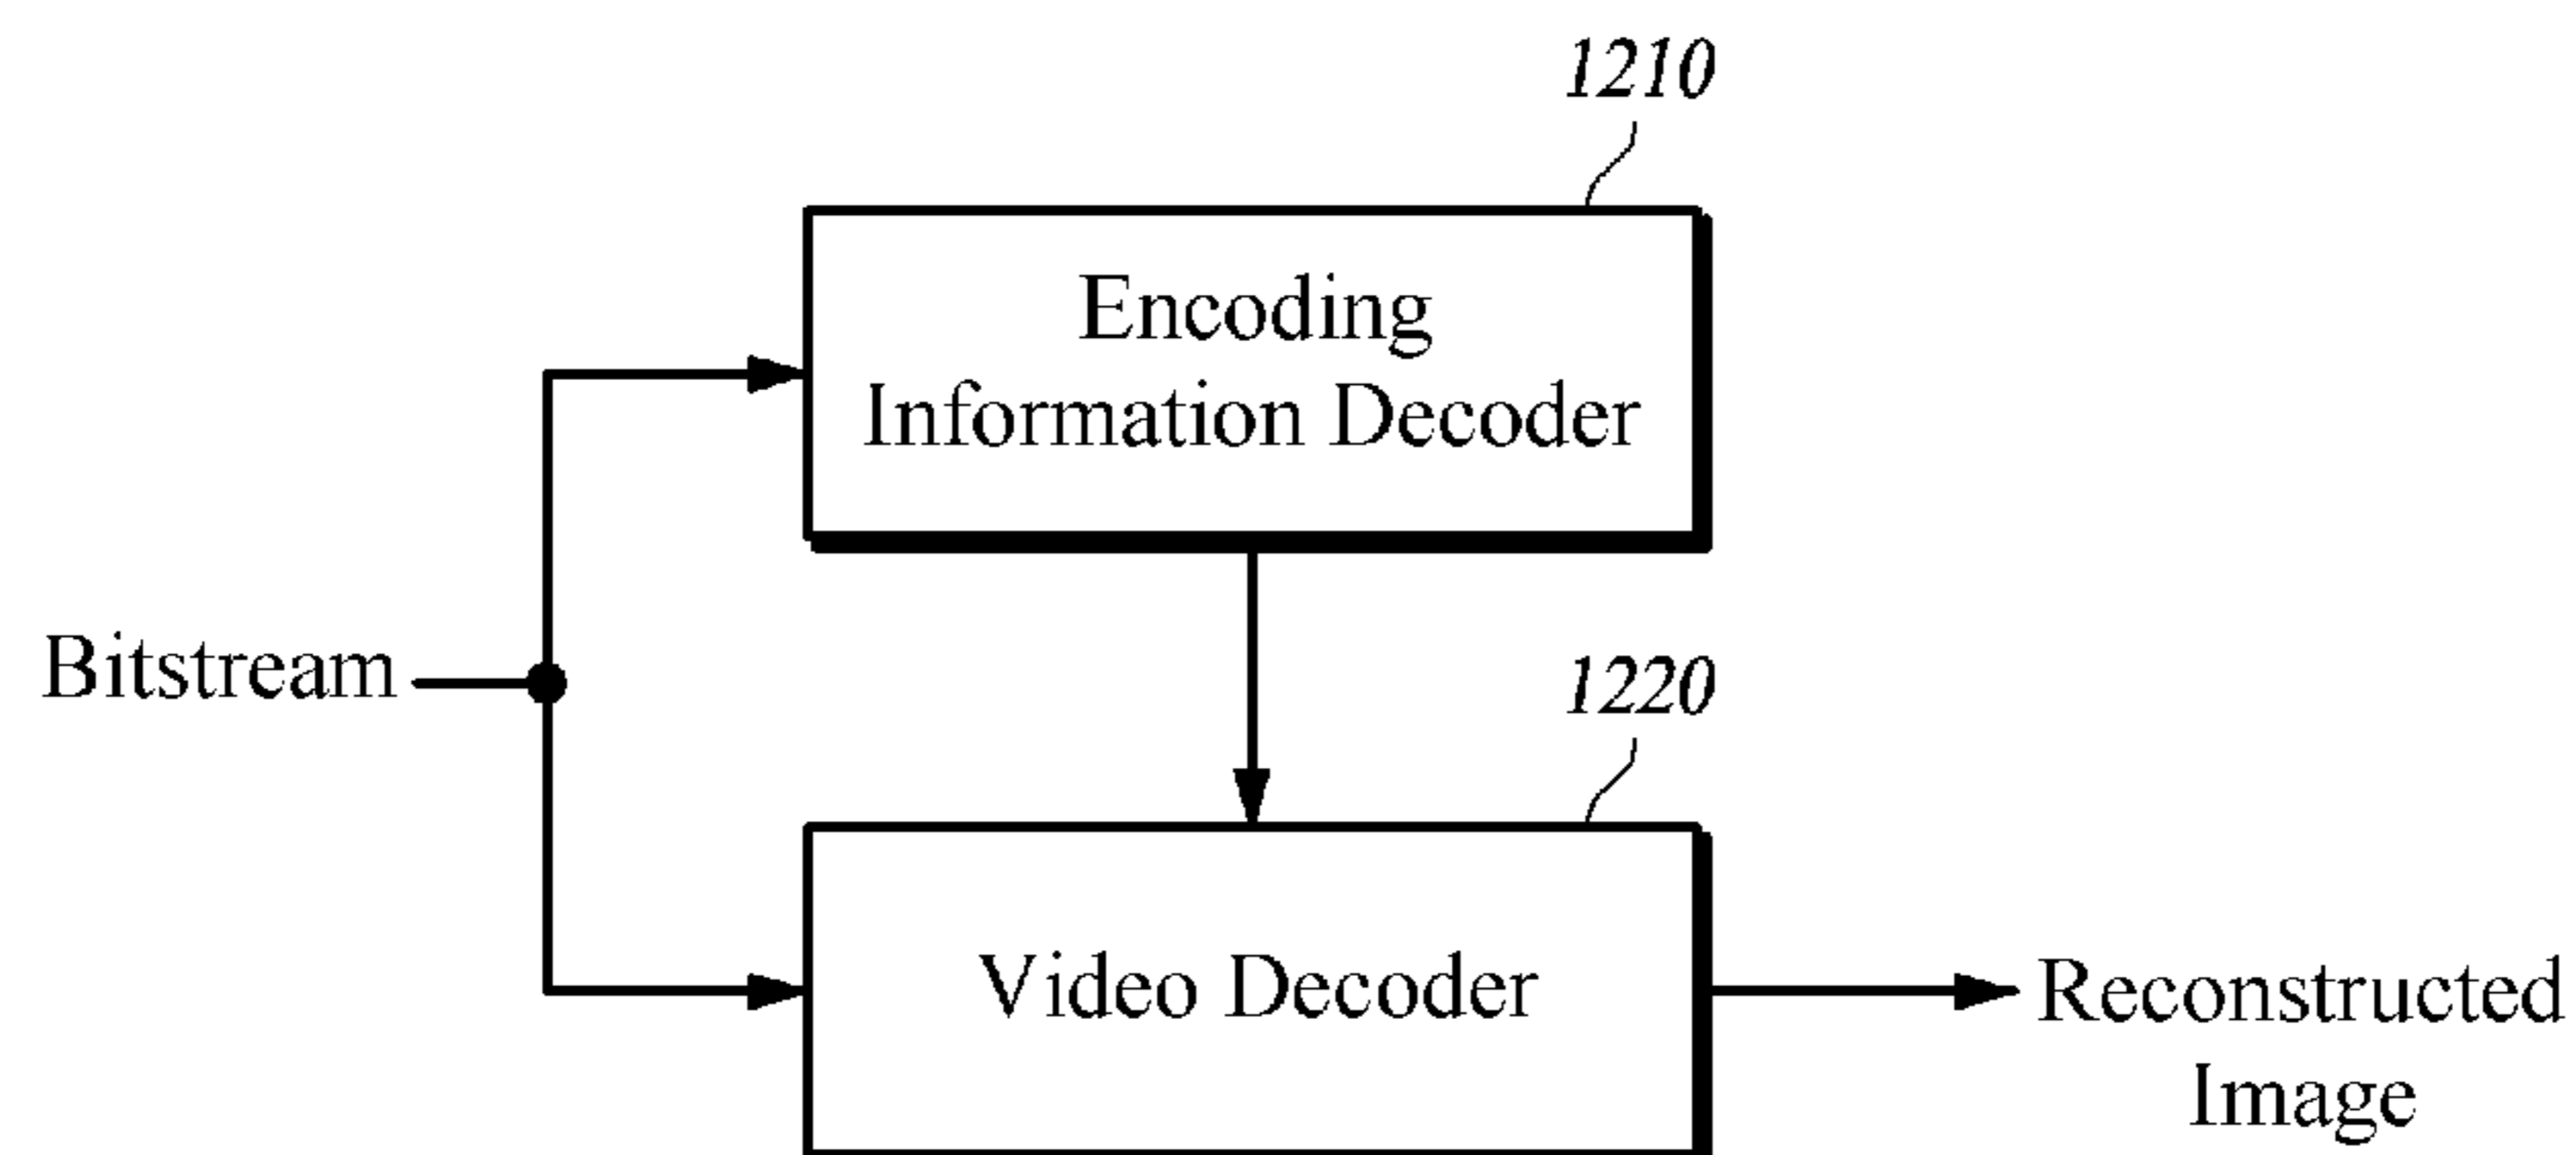 1210
Encoding
Information Decoder
Bitstream
1220
Video Decoder
Reconstructed
Image